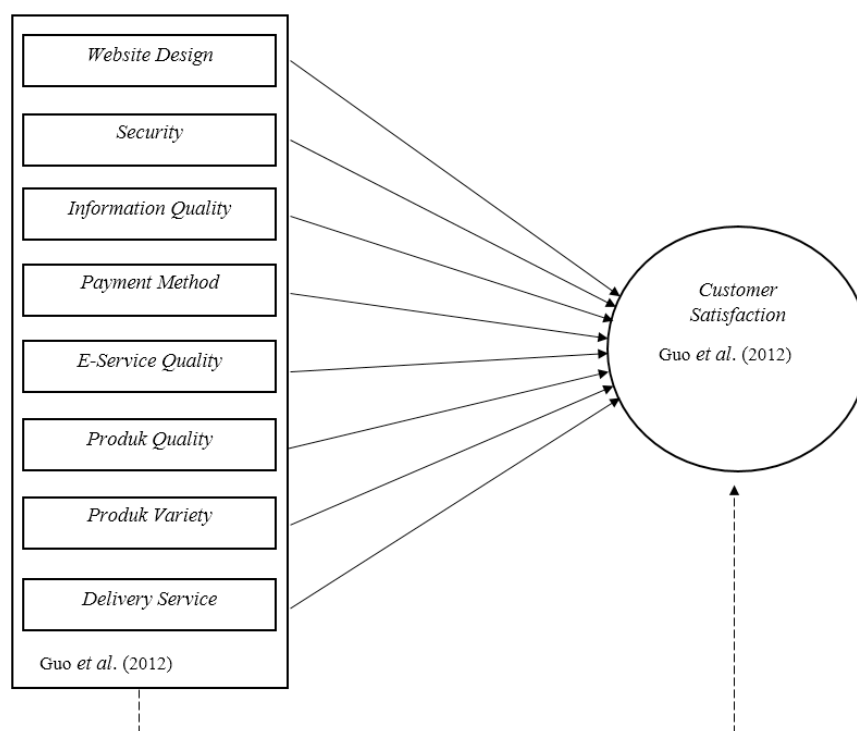 Website Design
Security
Information Quality
Payment Method
E-Service Quality
Produk Quality
Produk Variety
Delivery Service
Guo et al. (2012)
Customer
Satisfaction
Guo et al. (2012)